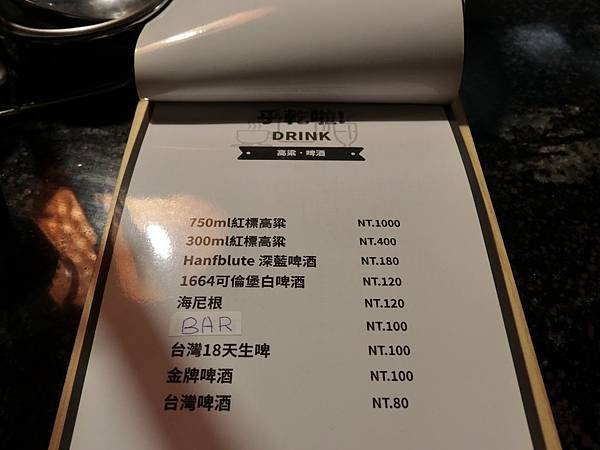 乎乾啦!
DRINK
高粱・啤酒
750ml紅標高粱 NT.1000
300ml紅標高粱 NT.400
Hanfblute 深藍啤酒 NT.180
1664可倫堡白啤酒 NT.120
海尼根 NT.120
BAR NT.100
台灣18天生啤 NT.100
金牌啤酒 NT.100
台灣啤酒 NT.80